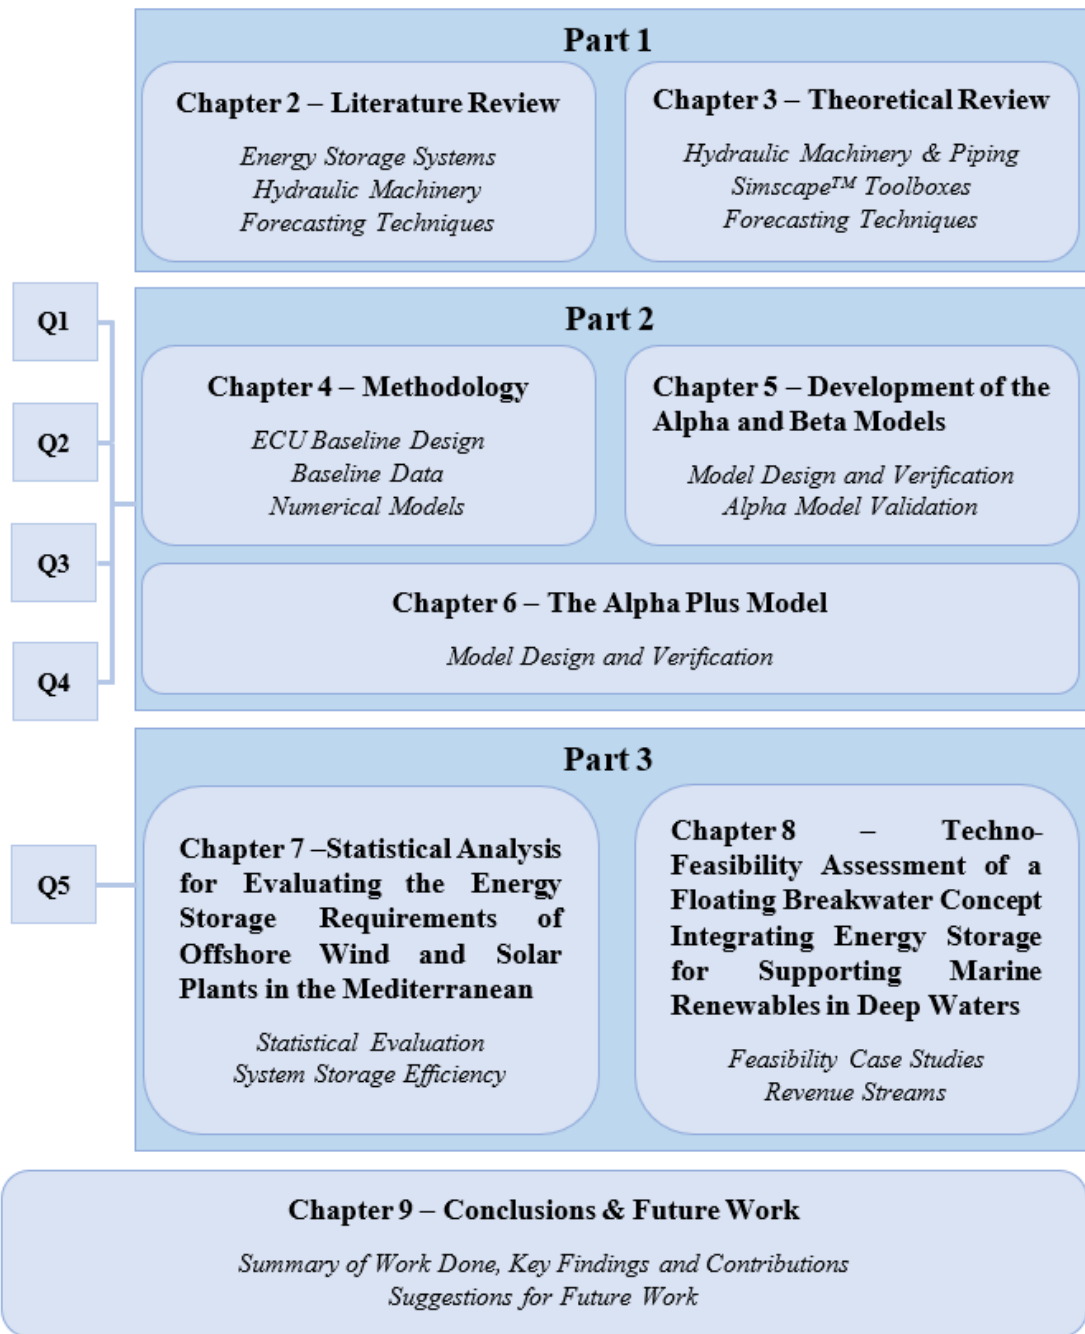 Part 1
Chapter 2 – Literature Review
Energy Storage Systems
Hydraulic Machinery
Forecasting Techniques
Chapter 3 – Theoretical Review
Hydraulic Machinery & Piping
Simscape™ Toolboxes
Forecasting Techniques
Q1
Q2
Q3
Q4
Part 2
Chapter 4 – Methodology
ECU Baseline Design
Baseline Data
Numerical Models
Chapter 5 – Development of the
Alpha and Beta Models
Model Design and Verification
Alpha Model Validation
Chapter 6 – The Alpha Plus Model
Model Design and Verification
Q5
Part 3
Chapter 7 –Statistical Analysis
for Evaluating the Energy
Storage Requirements of
Offshore Wind and Solar
Plants in the Mediterranean
Statistical Evaluation
System Storage Efficiency
Chapter 8 – Techno-
Feasibility Assessment of a
Floating Breakwater Concept
Integrating Energy Storage
for Supporting Marine
Renewables in Deep Waters
Feasibility Case Studies
Revenue Streams
Chapter 9 – Conclusions & Future Work
Summary of Work Done, Key Findings and Contributions
Suggestions for Future Work